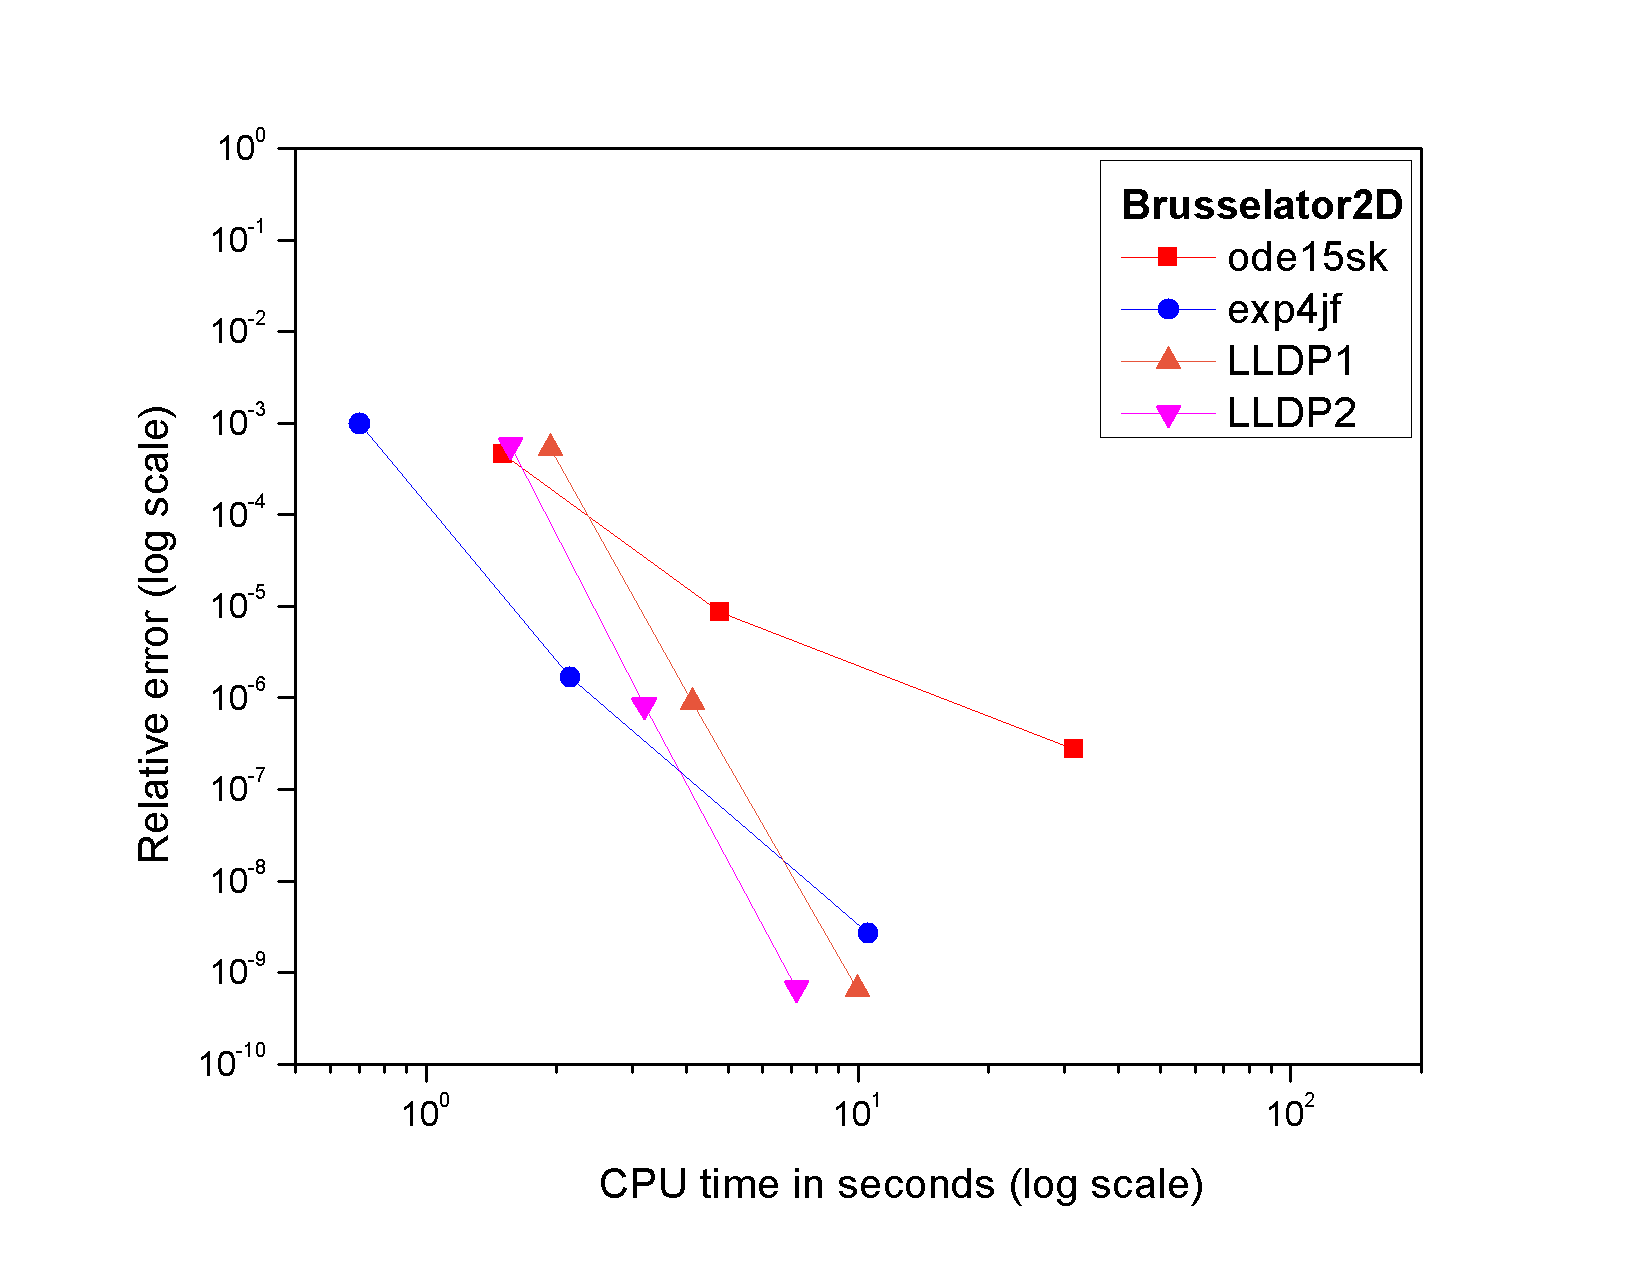 Brusselator2D
ode15sk
exp4jf
LLDP1
LLDP2
Relative error (log scale)
10^0
10^-1
10^-2
10^-3
10^-4
10^-5
10^-6
10^-7
10^-8
10^-9
10^-10
10^0 10^1 10^2
CPU time in seconds (log scale)